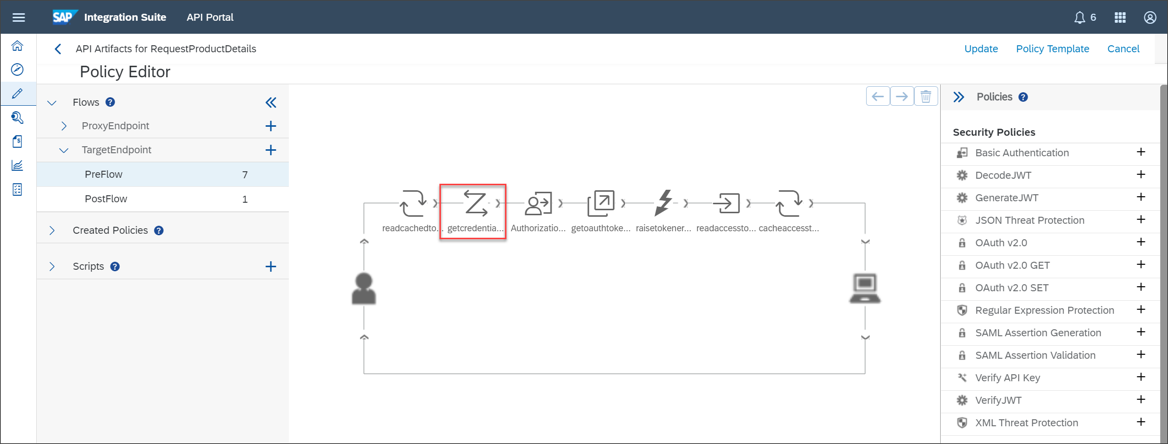 SAP Integration Suite API Portal 6
API Artifacts for RequestProductDetails
Update Policy Template Cancel
Policy Editor
Flows ?
ProxyEndpoint
TargetEndpoint
PreFlow 7
PostFlow 1
Created Policies ?
Scripts ?
readcachedto... getcredentia... Authorizatio... getoauthtoke... raisetokener... readaccessto... cacheaccesst...
Policies ?
Security Policies
Basic Authentication
DecodeJWT
GenerateJWT
JSON Threat Protection
OAuth v2.0
OAuth v2.0 GET
OAuth v2.0 SET
Regular Expression Protection
SAML Assertion Generation
SAML Assertion Validation
Verify API Key
VerifyJWT
XML Threat Protection